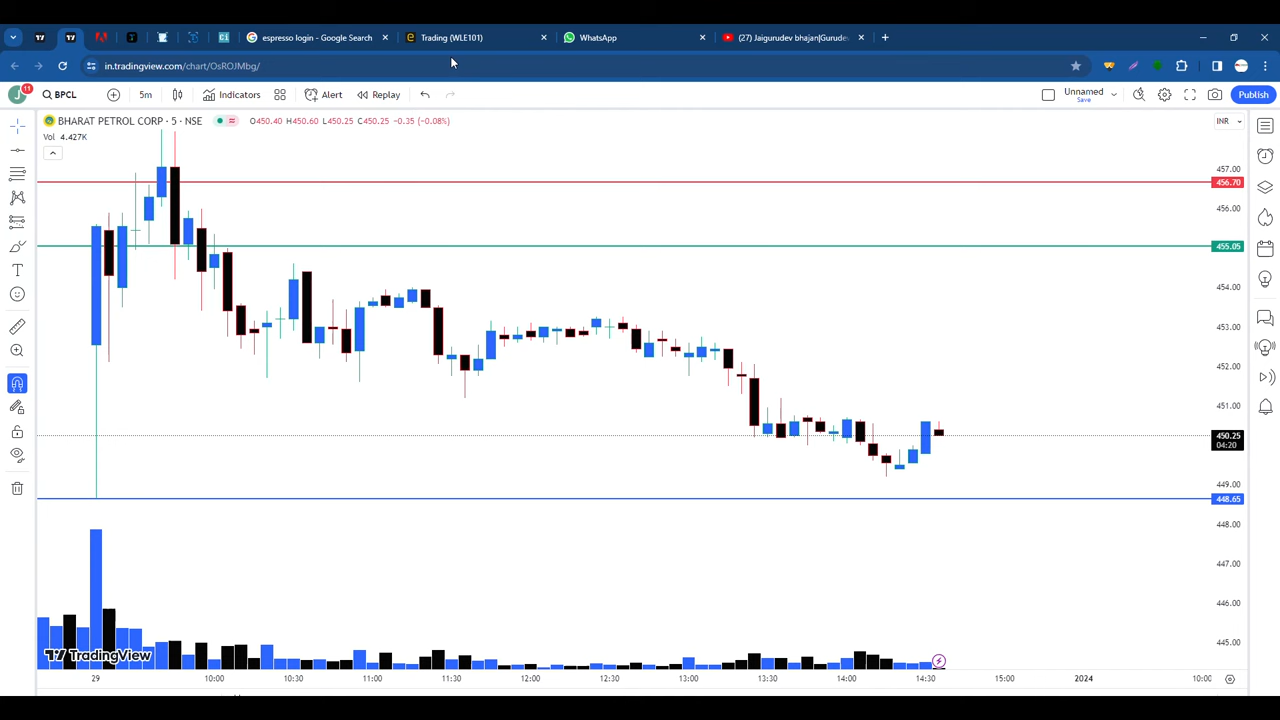 espresso login - Google Search
Trading (WLE101)
WhatsApp
(27) Jaigurudev bhajan|Gurudev
in.tradingview.com/chart/OsROJMbg/
J
11
BPCL
5m
Indicators
Alert
Replay
Unnamed
Save
Publish
BHARAT PETROL CORP · 5 · NSE
O450.40 H450.60 L450.25 C450.25 -0.35 (-0.08%)
INR
Vol 4.427K
457.00
456.70
456.00
455.05
454.00
453.00
452.00
451.00
450.25
04:20
449.00
448.65
448.00
447.00
446.00
445.00
TradingView
29
10:00
10:30
11:00
11:30
12:00
12:30
13:00
13:30
14:00
14:30
15:00
2024
10:00